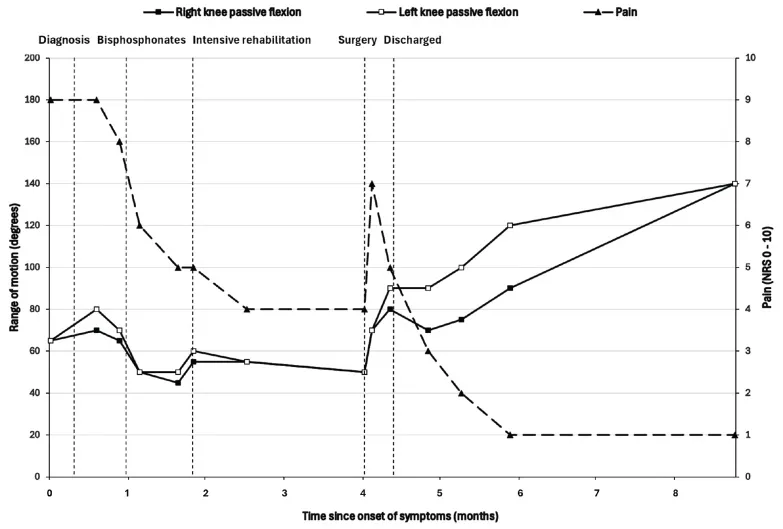 Right knee passive flexion Left knee passive flexion Pain
Diagnosis Bisphosphonates Intensive rehabilitation Surgery Discharged
200 10
180 9
160 8
140 7
120 6
100 5
80 4
60 3
40 2
20 1
0 0
Range of motion (degrees)
Pain (NRS 0 - 10)
0 1 2 3 4 5 6 7 8
Time since onset of symptoms (months)